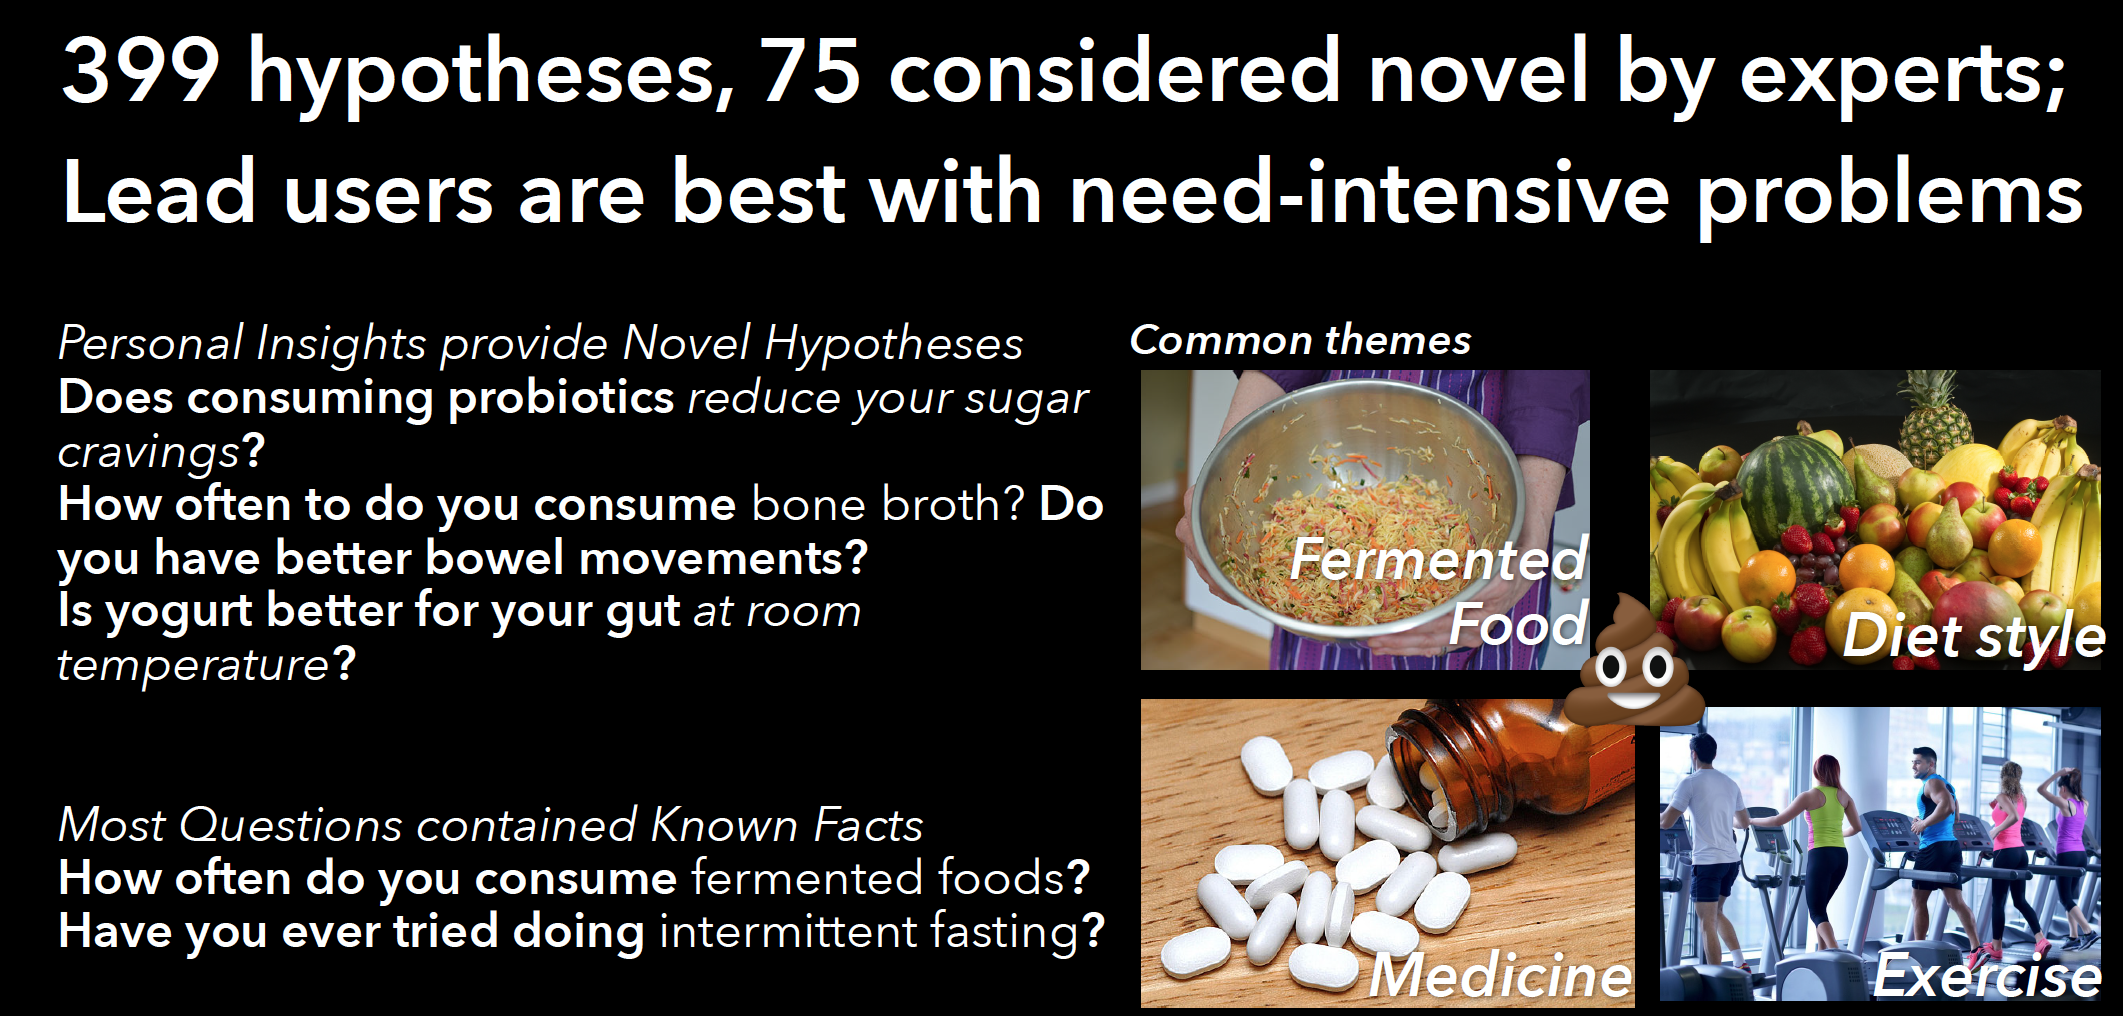 399 hypotheses, 75 considered novel by experts;
Lead users are best with need-intensive problems
Personal Insights provide Novel Hypotheses
Does consuming probiotics reduce your sugar
cravings?
How often to do you consume bone broth? Do
you have better bowel movements?
Is yogurt better for your gut at room
temperature?
Most Questions contained Known Facts
How often do you consume fermented foods?
Have you ever tried doing intermittent fasting?
Common themes
Fermented
Food
Diet style
Medicine
Exercise